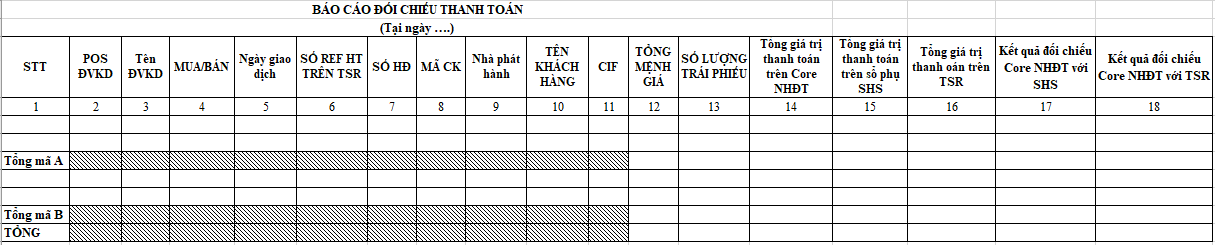 BÁO CÁO ĐỐI CHIẾU THANH TOÁN
(Tại ngày ….)
STT
POS
ĐVKD
Tên
ĐVKD
MUA/BÁN
Ngày giao
dịch
SỐ REF HT
TRÊN TSR
SỐ HĐ
MÃ CK
Nhà phát
hành
TÊN
KHÁCH
HÀNG
CIF
TỔNG
MỆNH
GIÁ
SỐ LƯỢNG
TRÁI PHIẾU
Tổng giá trị
thanh toán
trên Core
NHĐT
Tổng giá trị
thanh toán
trên sổ phụ
SHS
Tổng giá trị
thanh oán trên
TSR
Kết quả đối chiếu
Core NHĐT với
SHS
Kết quả đối chiếu
Core NHĐT với TSR
1 2 3 4 5 6 7 8 9 10 11 12 13 14 15 16 17 18
Tổng mã A
Tổng mã B
TỔNG